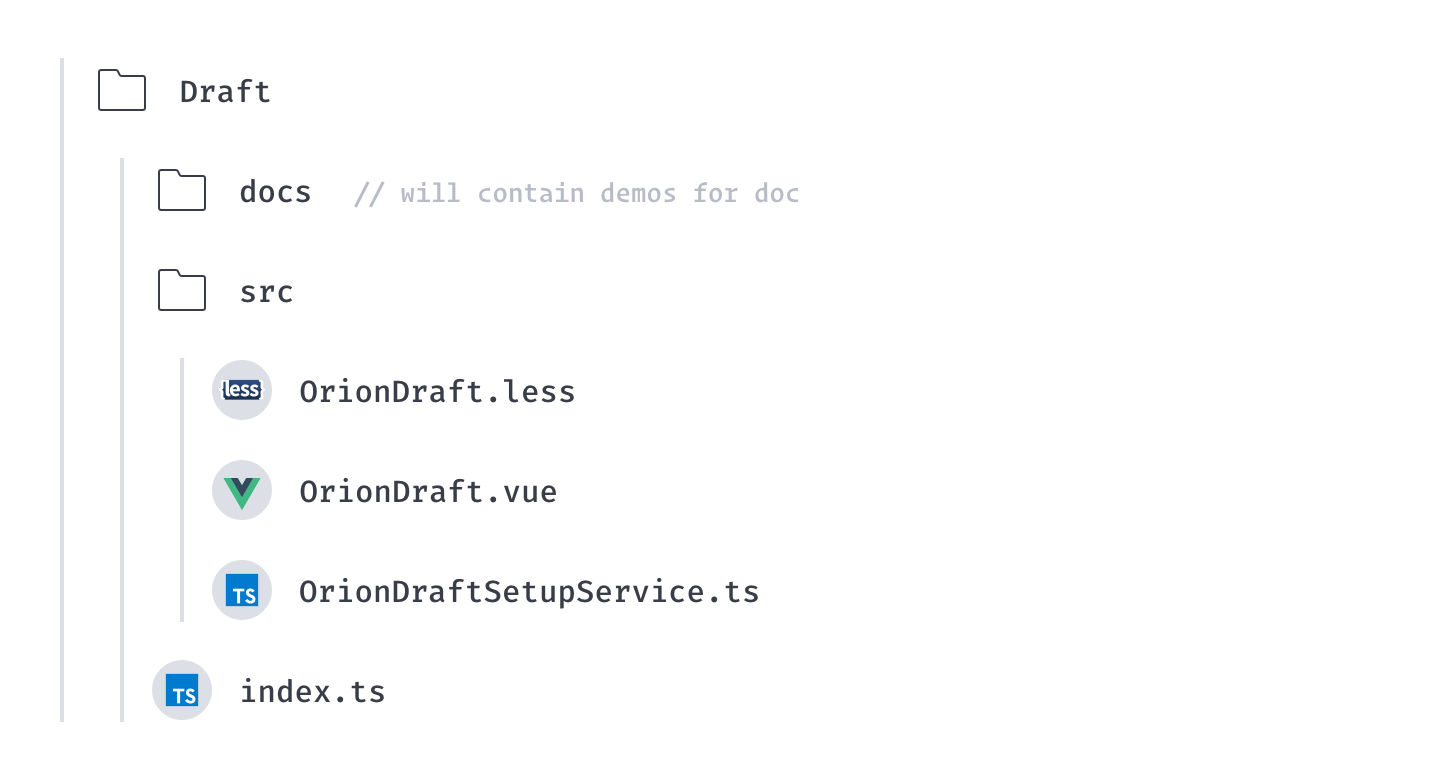 Draft
docs // will contain demos for doc
src
{less} OrionDraft.less
OrionDraft.vue
TS OrionDraftSetupService.ts
TS index.ts